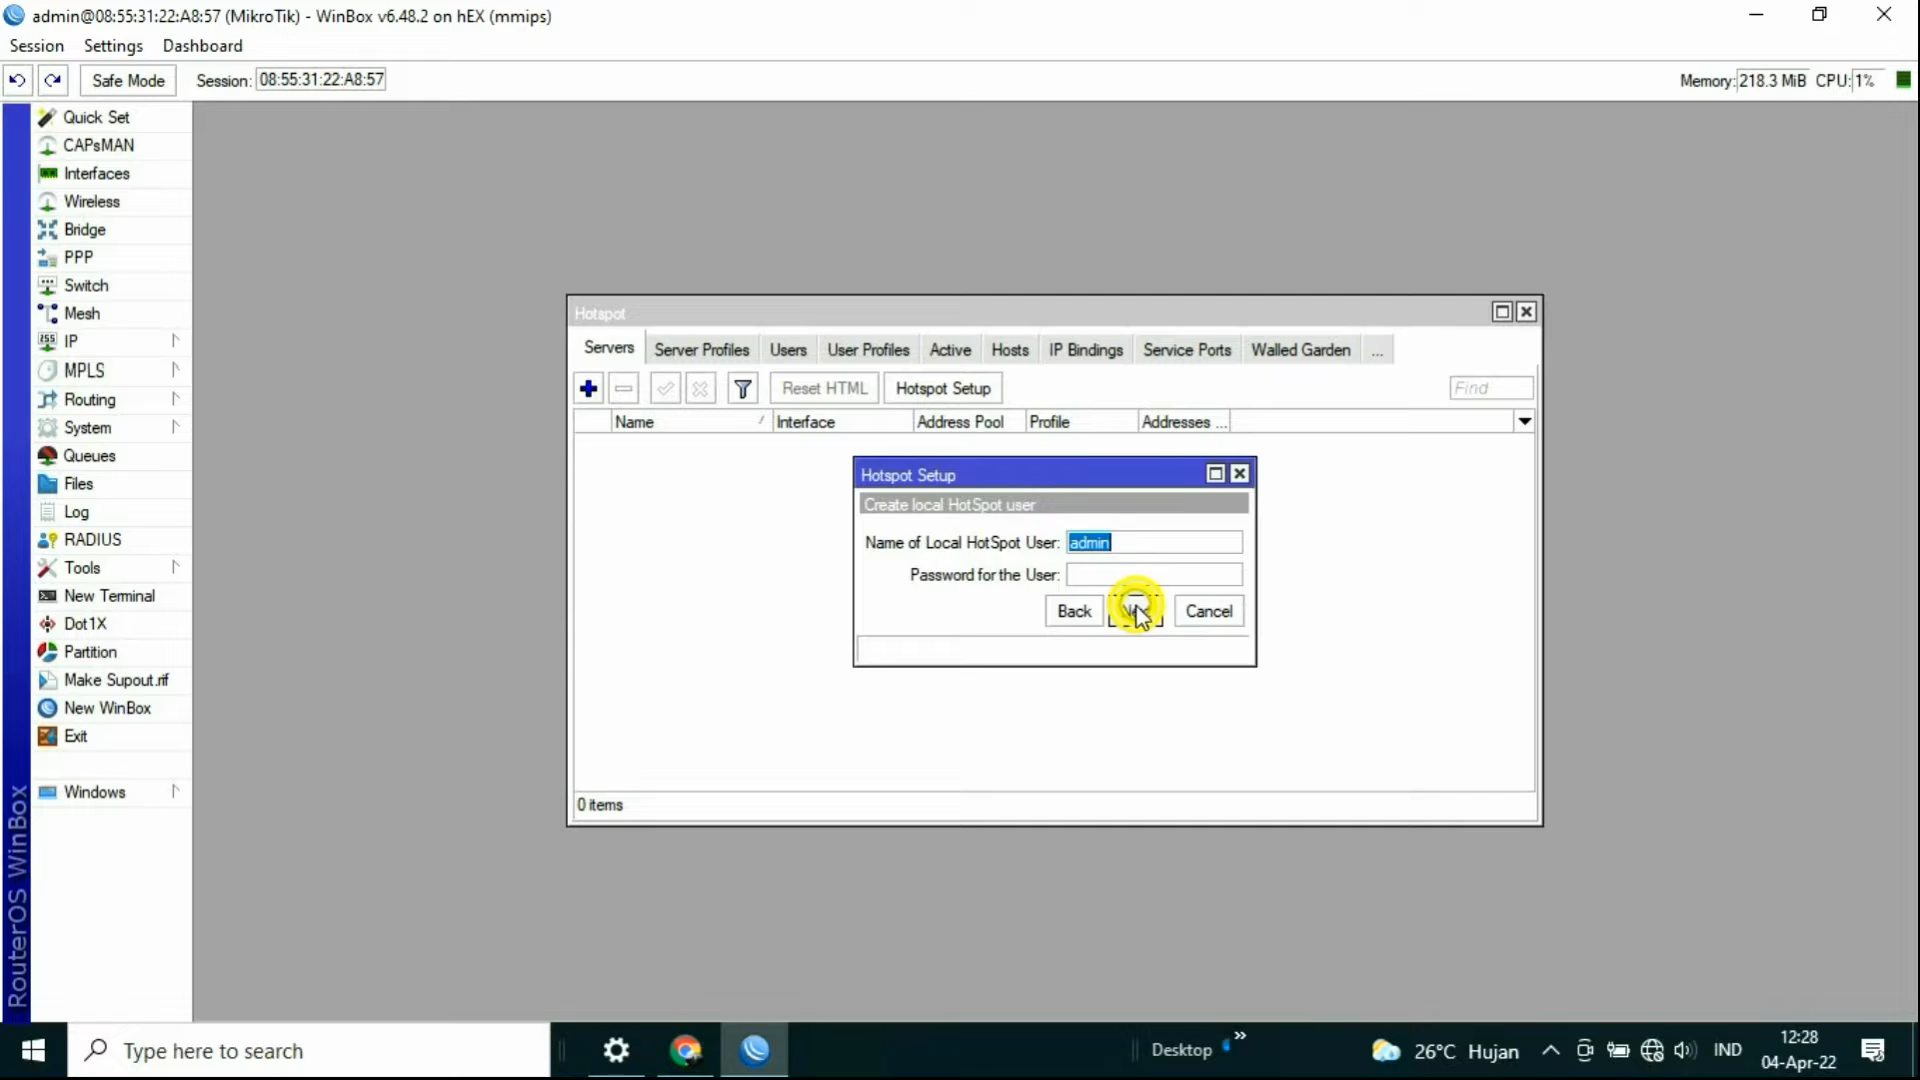 admin@08:55:31:22:A8:57 (MikroTik) - WinBox v6.48.2 on hEX (mmips)
Session Settings Dashboard
Safe Mode Session: 08:55:31:22:A8:57 Memory: 218.3 MiB CPU: 1%
Quick Set
CAPsMAN
Interfaces
Wireless
Bridge
PPP
Switch
Mesh
IP
MPLS
Routing
System
Queues
Files
Log
RADIUS
Tools
New Terminal
Dot1X
Partition
Make Supout.rif
New WinBox
Exit
Windows
RouterOS WinBox
Hotspot
Servers Server Profiles Users User Profiles Active Hosts IP Bindings Service Ports Walled Garden ...
Reset HTML Hotspot Setup Find
Name Interface Address Pool Profile Addresses ...
Hotspot Setup
Create local HotSpot user
Name of Local HotSpot User: admin
Password for the User:
Back Cancel
0 items
Type here to search
Desktop
26°C Hujan
IND
12:28
04-Apr-22